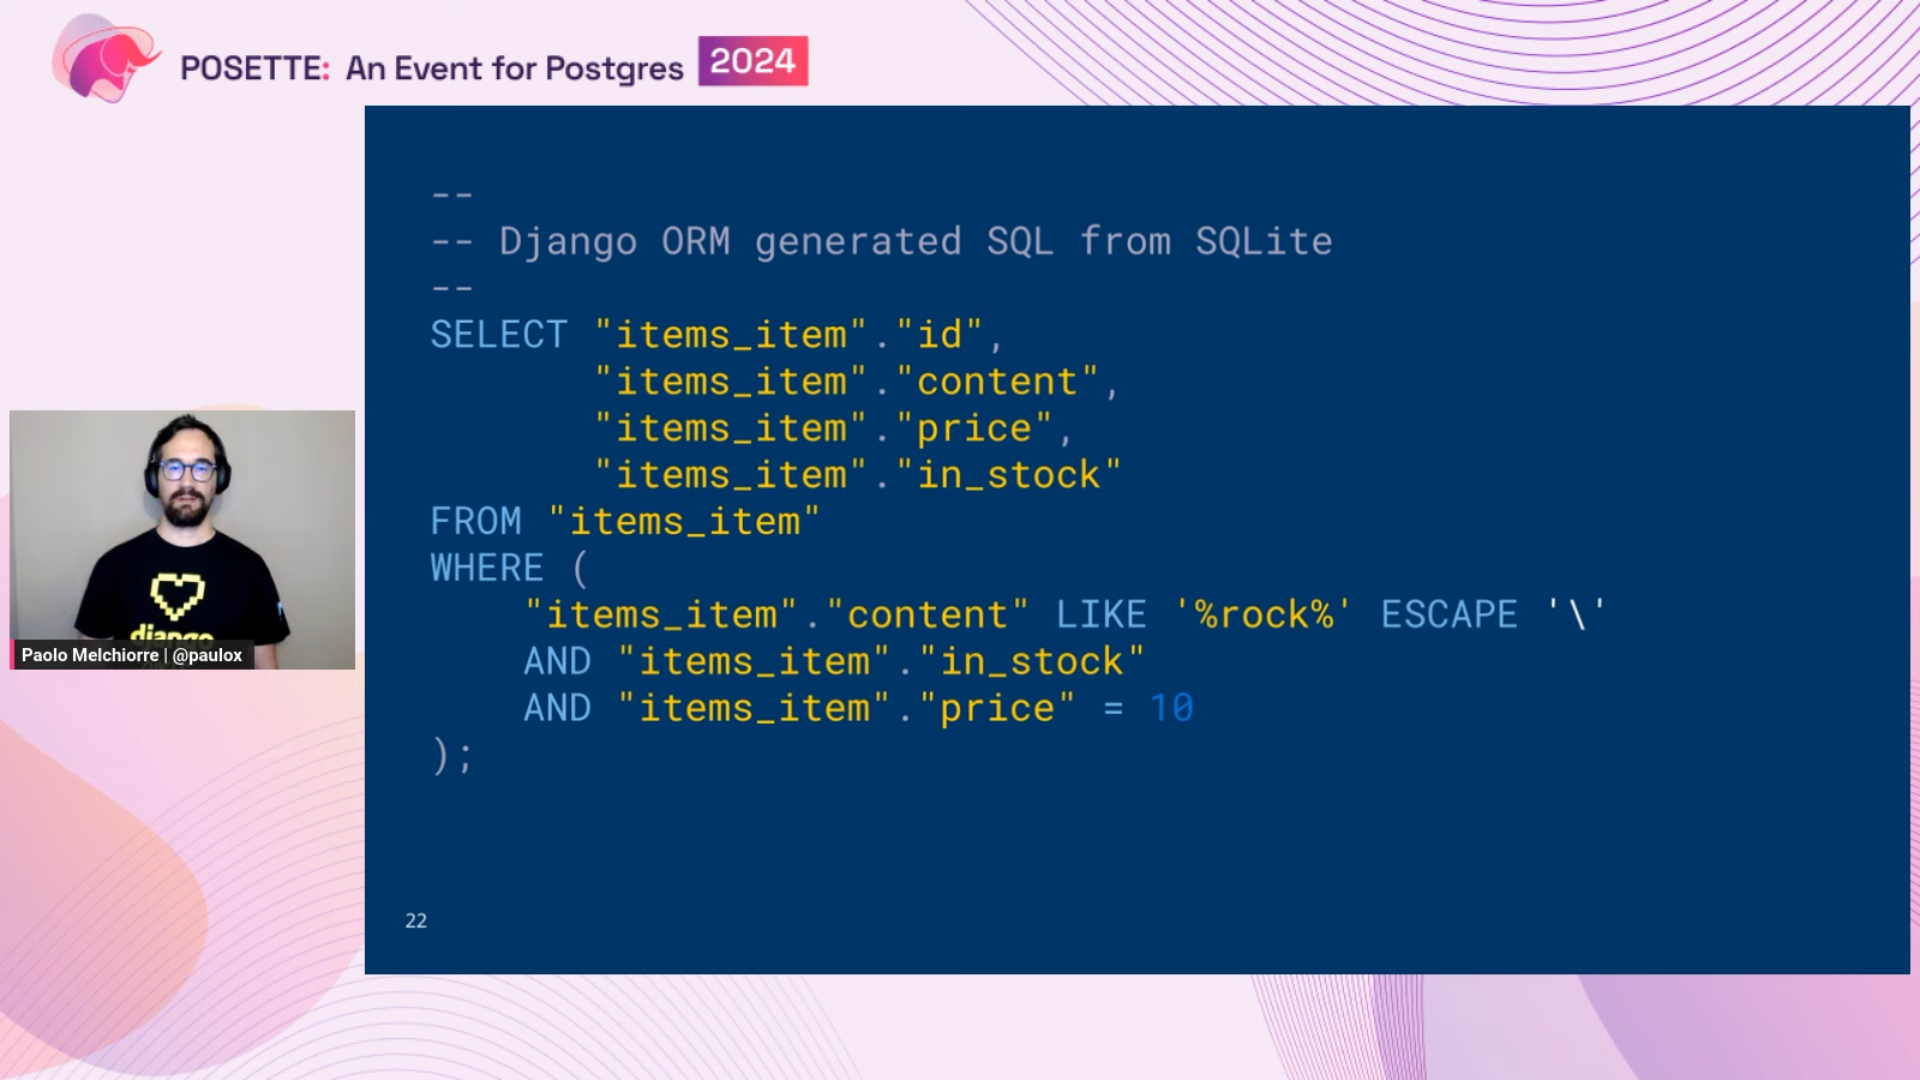 POSETTE: An Event for Postgres 2024
--
-- Django ORM generated SQL from SQLite
--
SELECT "items_item"."id",
"items_item"."content",
"items_item"."price",
"items_item"."in_stock"
FROM "items_item"
WHERE (
"items_item"."content" LIKE '%rock%' ESCAPE '\'
AND "items_item"."in_stock"
AND "items_item"."price" = 10
);
22
django
Paolo Melchiorre | @paulox